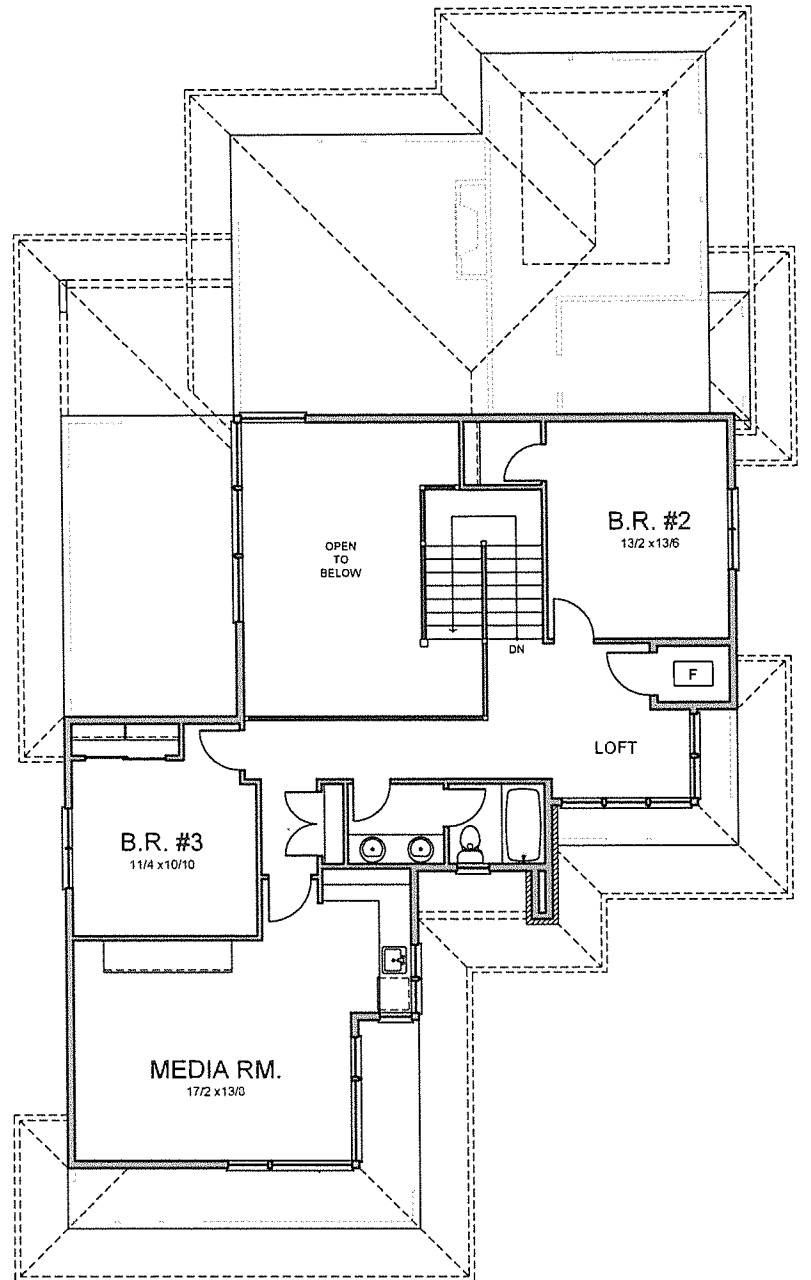 B.R. #2
13/2 x13/6
OPEN
TO
BELOW
DN
F
LOFT
B.R. #3
11/4 x10/10
MEDIA RM.
17/2 x13/8